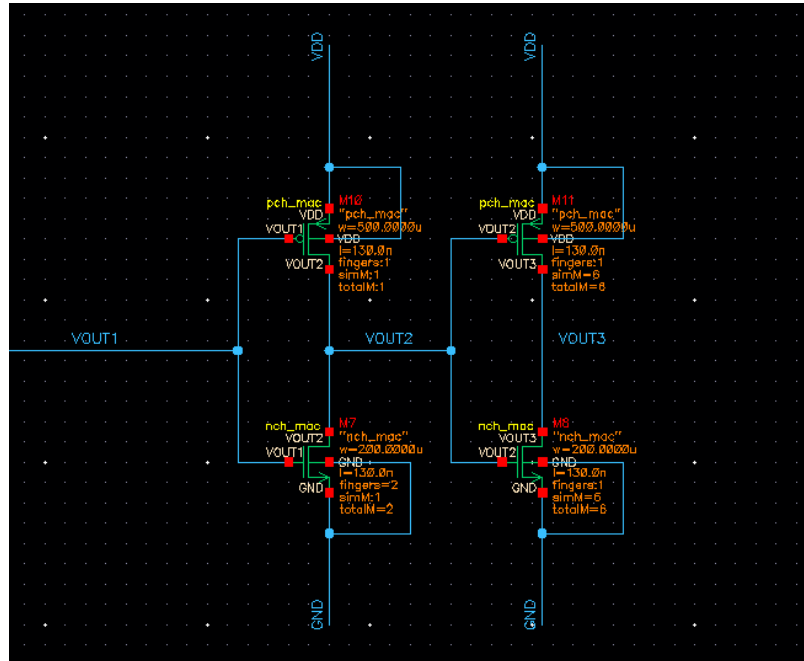 VDD
VDD
pch_mac
M10
VDD
"pch_mac"
w=500.0000u
VOUT1
VDD
l=130.0n
fingers:1
VOUT2
simM:1
totalM:1
pch_mac
M11
VDD
"pch_mac"
w=500.0000u
VOUT2
VDD
l=130.0n
fingers:1
VOUT3
simM=6
totalM=6
VOUT1
VOUT2
VOUT3
nch_mac
M7
VOUT2
"nch_mac"
w=200.0000u
VOUT1
GND
l=130.0n
fingers=2
GND
simM:1
totalM=2
nch_mac
VOUT3
"nch_mac"
w=200.0000u
VOUT2
GND
l=130.0n
fingers:1
GND
simM=6
totalM=6
GND
GND